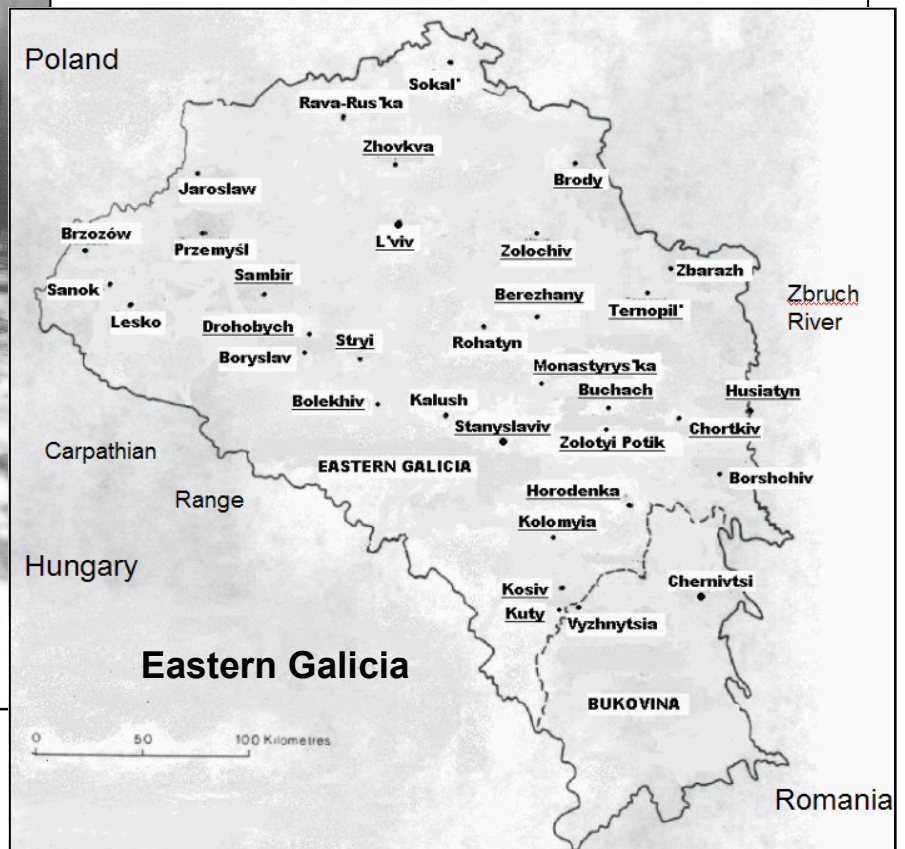 Poland
Sokal'
Rava-Rus'ka
Zhovkva
Brody
Jaroslaw
Brzozów
Przemyśl
L'viv
Zolochiv
Zbarazh
Sanok
Sambir
Berezhany
Ternopil'
Zbruch
River
Lesko
Drohobych
Stryi
Rohatyn
Boryslav
Monastyrys'ka
Bolekhiv
Kalush
Buchach
Husiatyn
Stanyslaviv
Zolotyi Potik
Chortkiv
Carpathian
EASTERN GALICIA
Borshchiv
Range
Horodenka
Kolomyia
Hungary
Chernivtsi
Kosiv
Kuty
Vyzhnytsia
Eastern Galicia
BUKOVINA
0 50 100 Kilometres
Romania